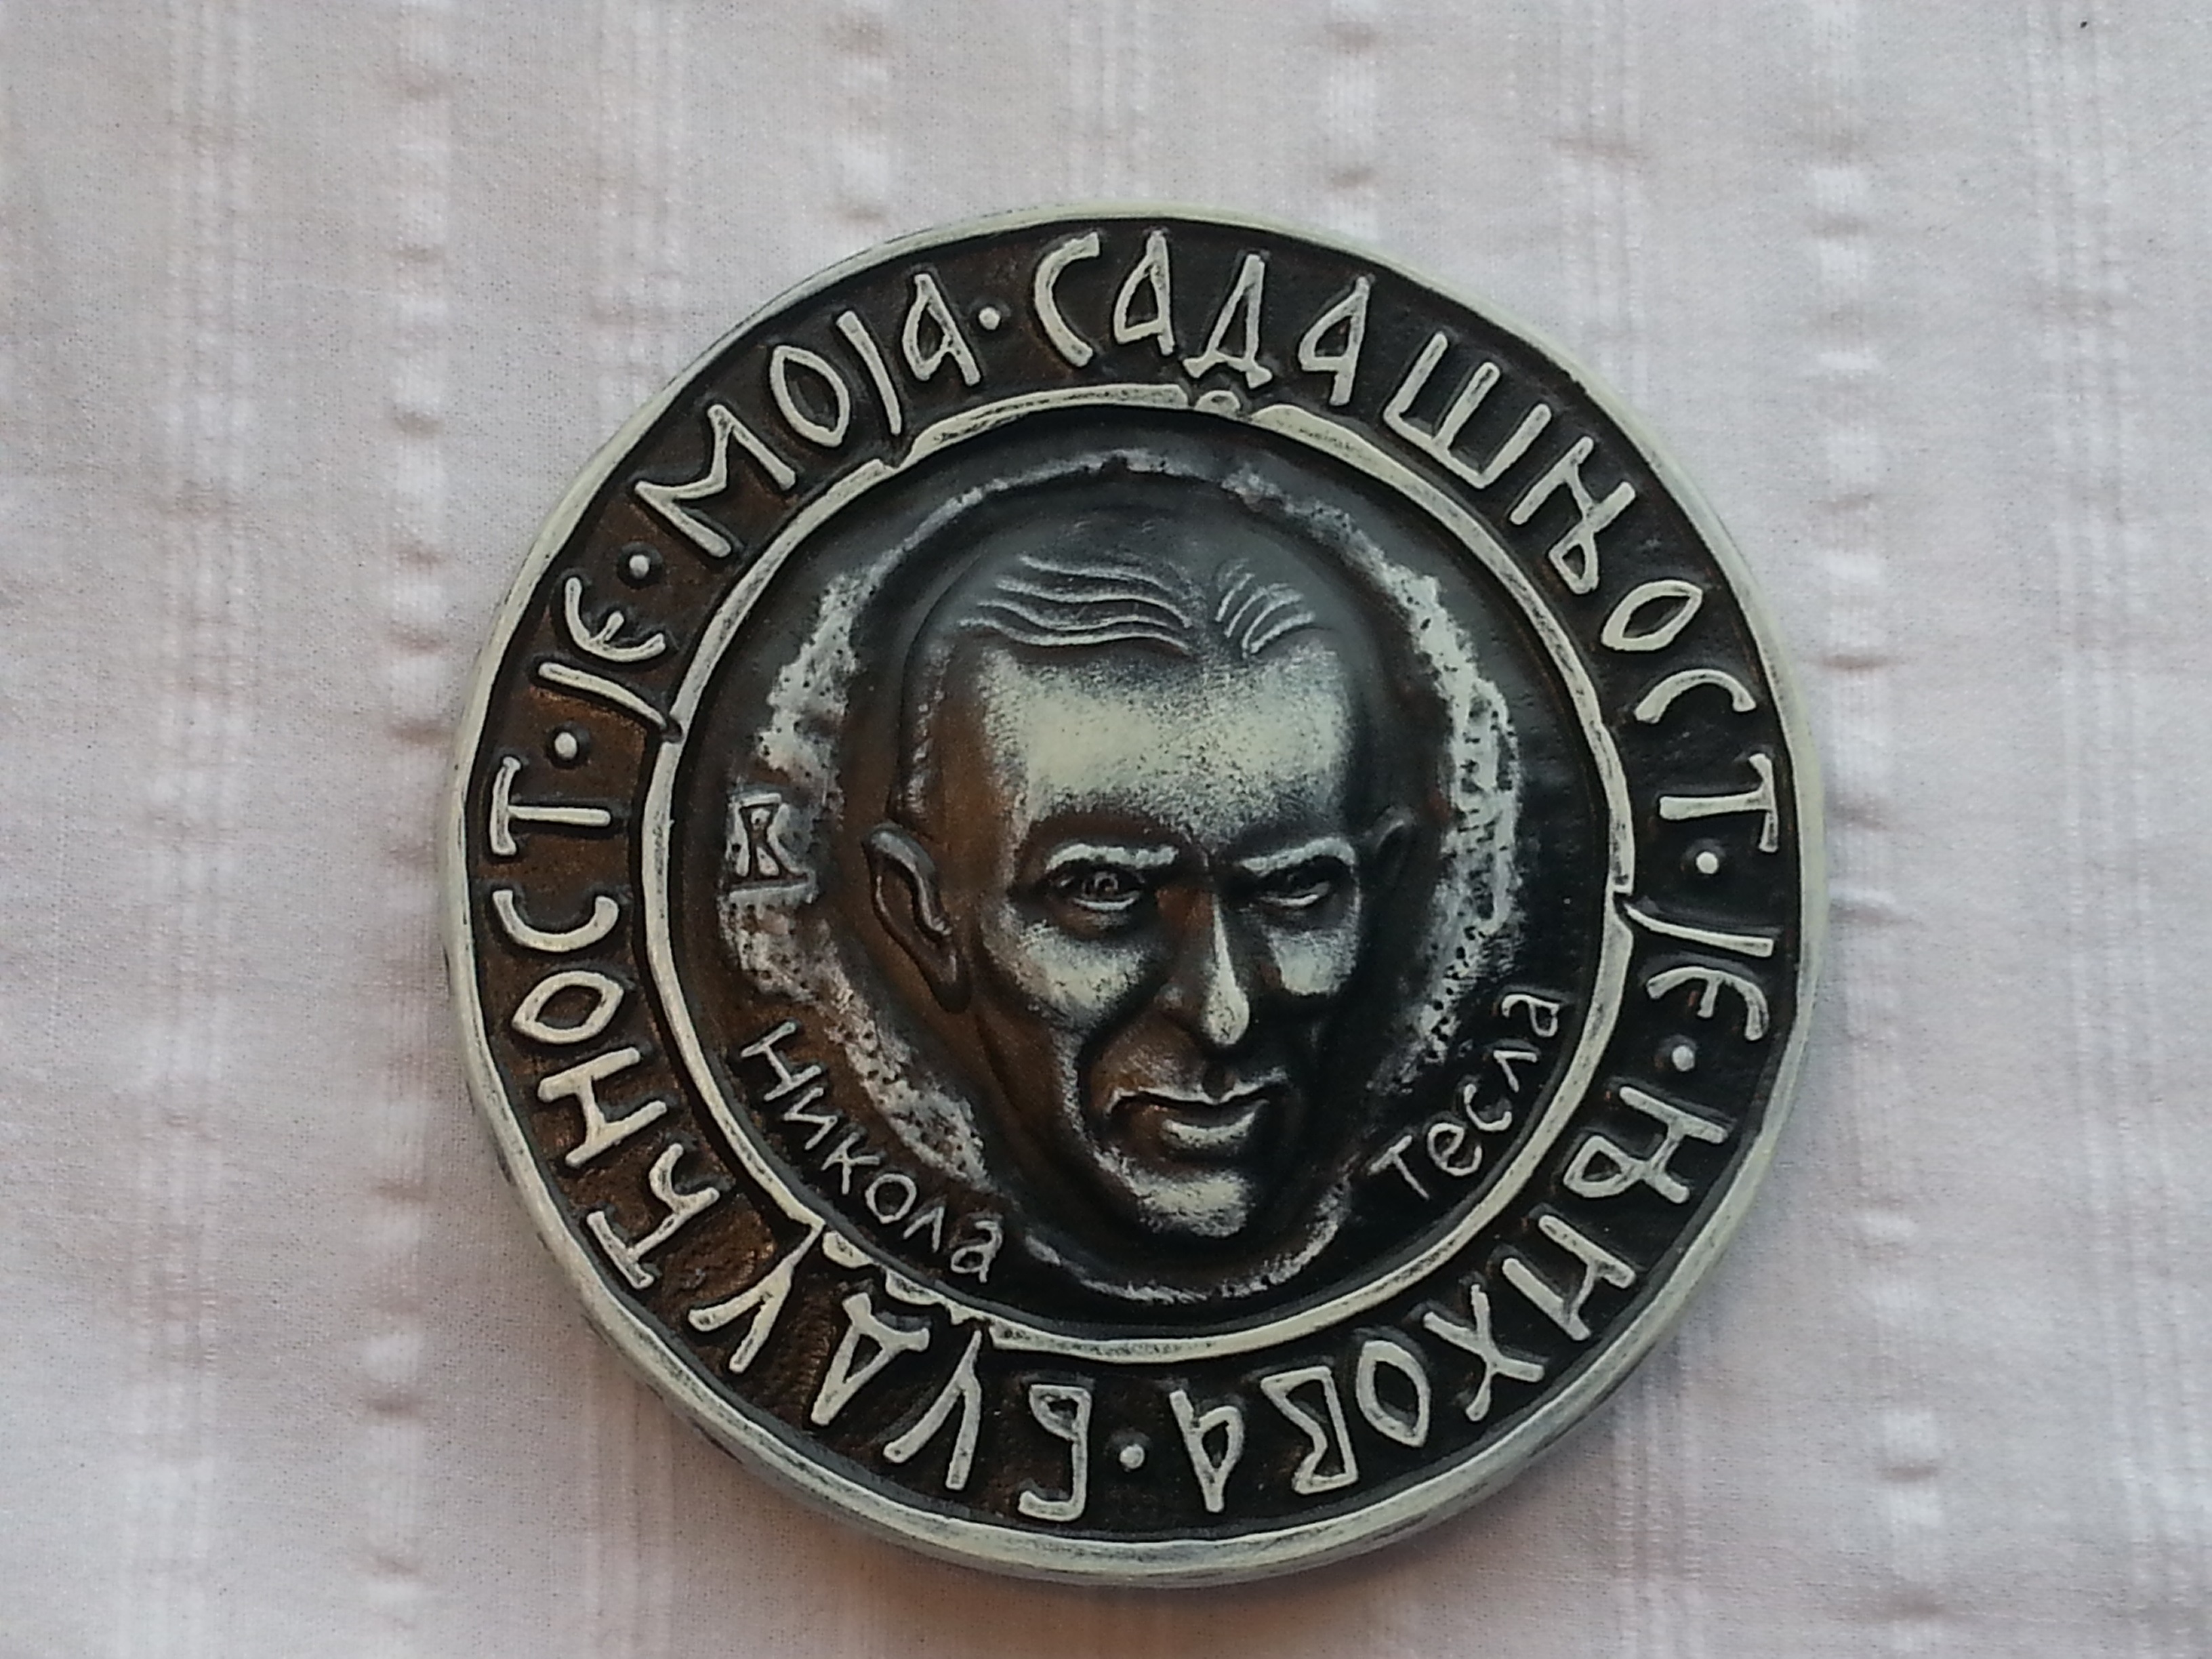 САДАШЊОСТ · ЈЕ · ЊИХОВА · БУДУЋНОСТ · ЈЕ · МОЈА ·
Никола Тесла